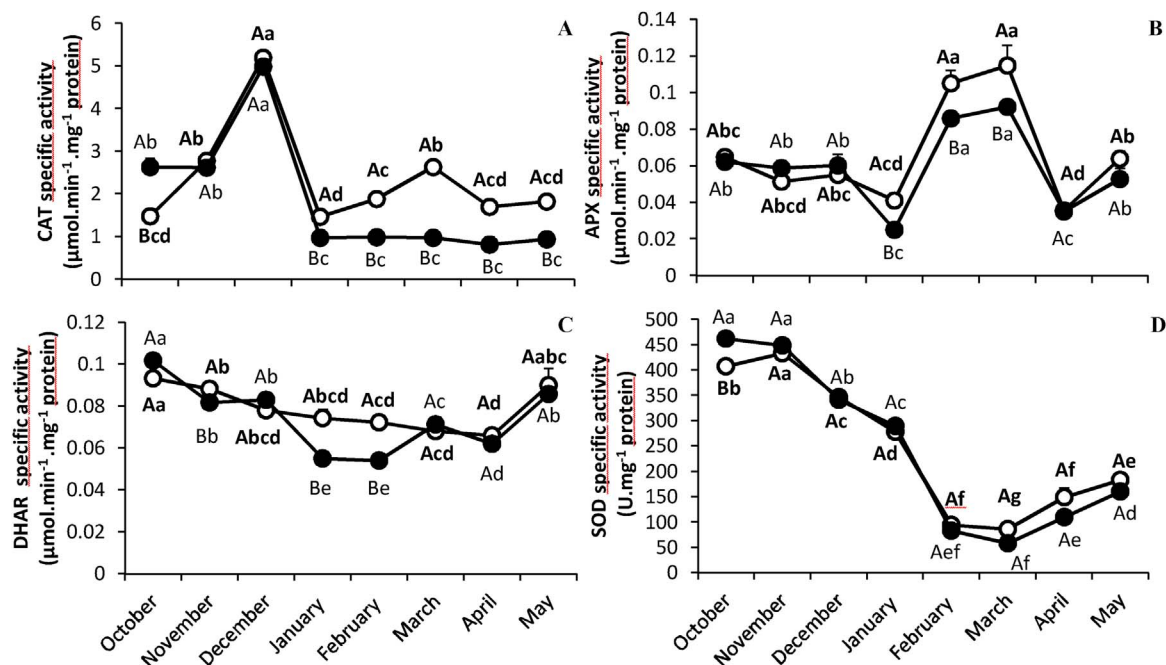 A
CAT specific activity
(µmol.min⁻¹.mg⁻¹ protein)
6
5
4
3
2
1
0
Ab
Bcd
Ab
Ab
Aa
Aa
Ad
Bc
Ac
Bc
Ab
Bc
Acd
Bc
Acd
Bc
B
APX specific activity
(µmol.min⁻¹.mg⁻¹ protein)
0.14
0.12
0.1
0.08
0.06
0.04
0.02
0
Abc
Ab
Ab
Abcd
Ab
Abc
Acd
Bc
Aa
Ba
Aa
Ba
Ad
Ac
Ab
Ab
C
DHAR specific activity
(µmol.min⁻¹.mg⁻¹ protein)
0.12
0.1
0.08
0.06
0.04
0.02
0
Aa
Aa
Ab
Bb
Ab
Abcd
Abcd
Be
Acd
Be
Ac
Acd
Ad
Ad
Aabc
Ab
October
November
December
January
February
March
April
May
D
SOD specific activity
(U.mg⁻¹ protein)
500
450
400
350
300
250
200
150
100
50
0
Aa
Bb
Aa
Aa
Ab
Ac
Ac
Ad
Af
Aef
Ag
Af
Af
Ae
Ae
Ad
October
November
December
January
February
March
April
May